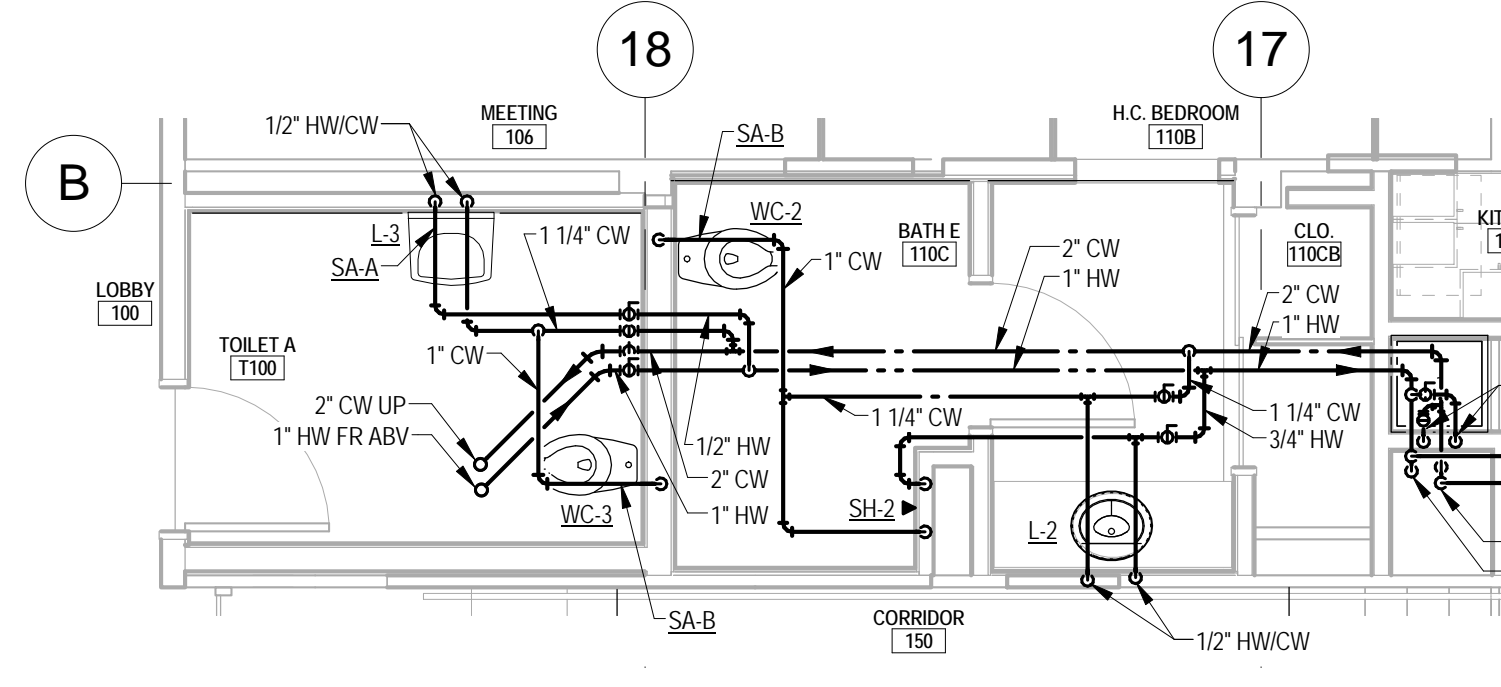 18
17
B
MEETING
106
1/2" HW/CW
SA-B
H.C. BEDROOM
110B
L-3
SA-A
1 1/4" CW
WC-2
1" CW
BATH E
110C
2" CW
1" HW
CLO.
110CB
KIT
1
2" CW
1" HW
LOBBY
100
TOILET A
T100
1" CW
2" CW UP
1" HW FR ABV
1/2" HW
2" CW
1" HW
1 1/4" CW
1 1/4" CW
3/4" HW
WC-3
SH-2
L-2
SA-B
CORRIDOR
150
1/2" HW/CW